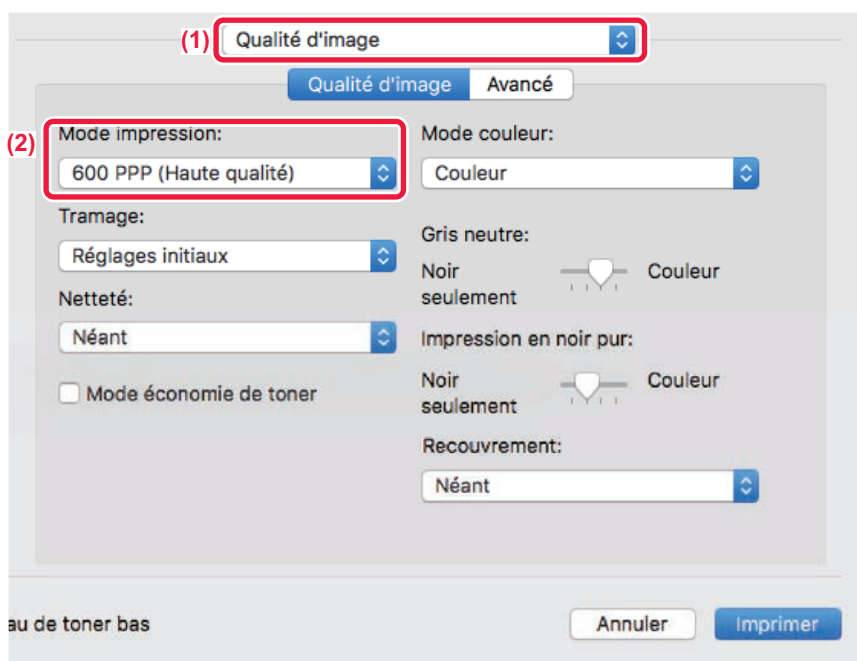 (1) Qualité d'image
Qualité d'image Avancé
(2) Mode impression:
600 PPP (Haute qualité)
Tramage:
Réglages initiaux
Netteté:
Néant
Mode économie de toner
Mode couleur:
Couleur
Gris neutre:
Noir seulement
Couleur
Impression en noir pur:
Noir seulement
Couleur
Recouvrement:
Néant
au de toner bas
Annuler Imprimer